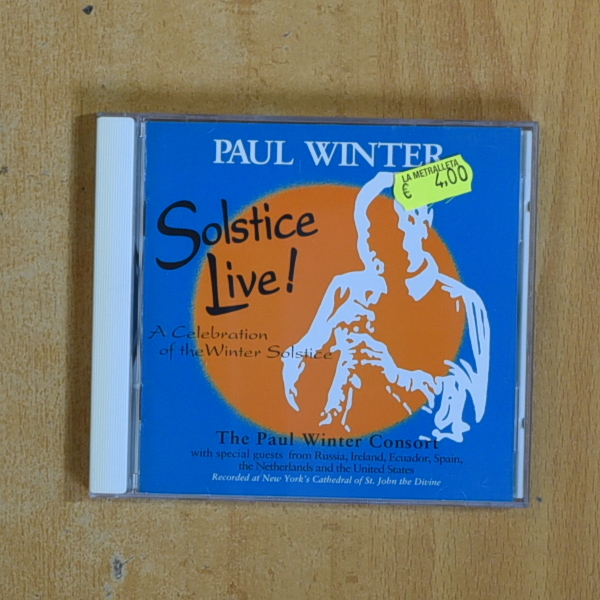 PAUL WINTER
LA METRALLETA
€ 4,00
Solstice
Live!
A Celebration
of the Winter Solstice
The Paul Winter Consort
with special guests from Russia, Ireland, Ecuador, Spain,
the Netherlands and the United States
Recorded at New York's Cathedral of St. John the Divine